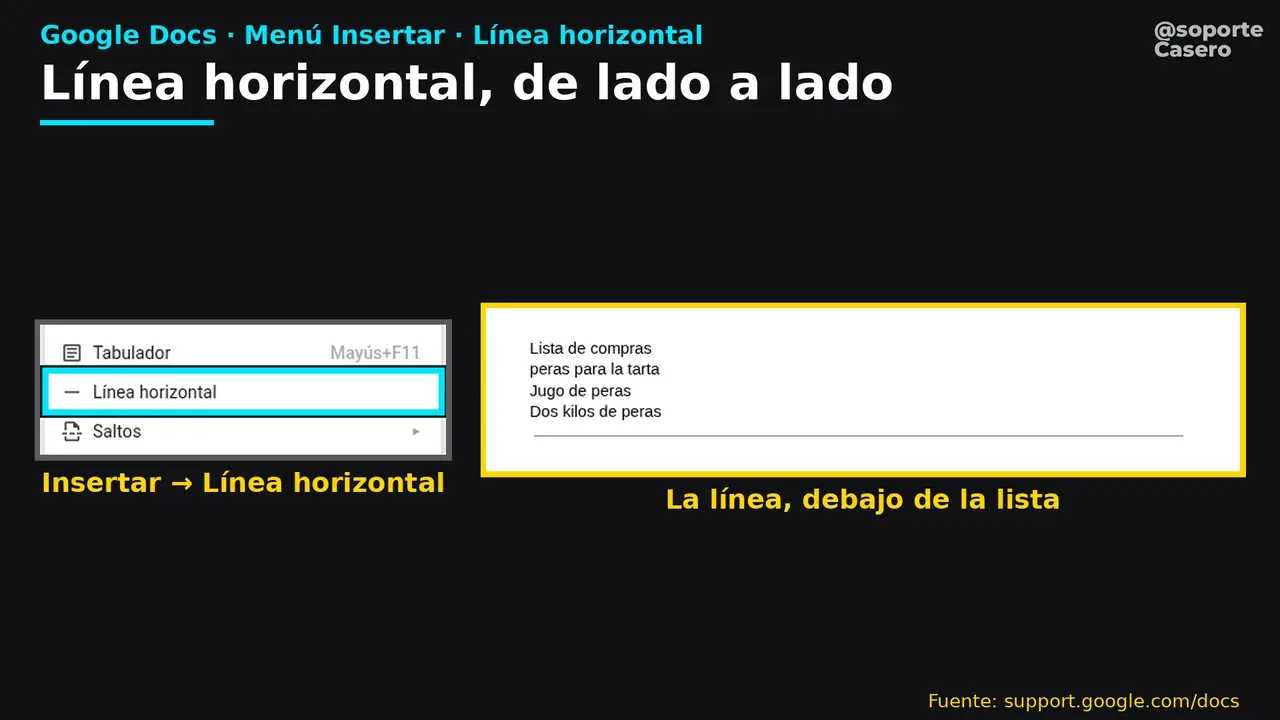 Google Docs · Menú Insertar · Línea horizontal
@soporte
Casero
Línea horizontal, de lado a lado
Tabulador Mayús+F11
Línea horizontal
Saltos
Insertar → Línea horizontal
Lista de compras
peras para la tarta
Jugo de peras
Dos kilos de peras
La línea, debajo de la lista
Fuente: support.google.com/docs